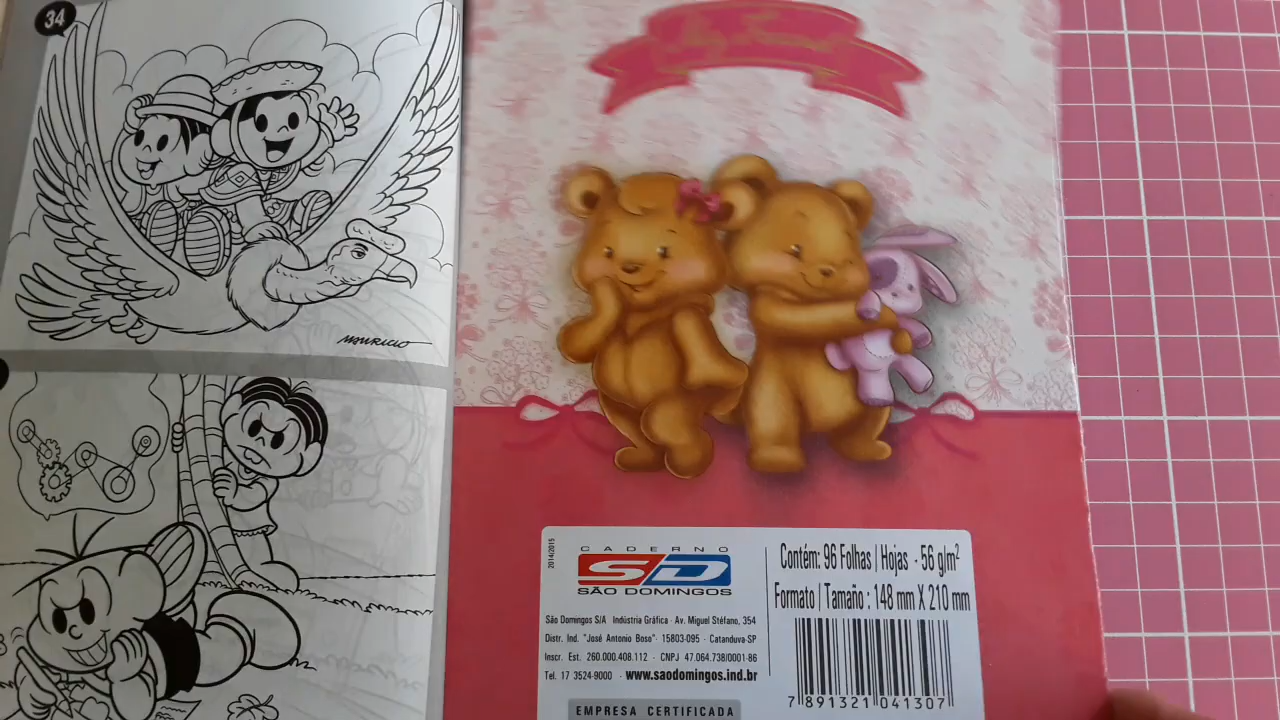 34
MAURICIO
2014/2015
CADERNO
SD
SÃO DOMINGOS
São Domingos S/A Indústria Gráfica - Av. Miguel Stéfano, 354
Distr. Ind. "José Antonio Boso" 15803-095 - Catanduva-SP
Inscr. Est. 260.000.408.112 - CNPJ 47.064.738/0001-86
Tel. 17 3524-9000 - www.saodomingos.ind.br
EMPRESA CERTIFICADA
Contém: 96 Folhas / Hojas - 56 g/m²
Formato / Tamaño : 148 mm X 210 mm
7 891321 041307